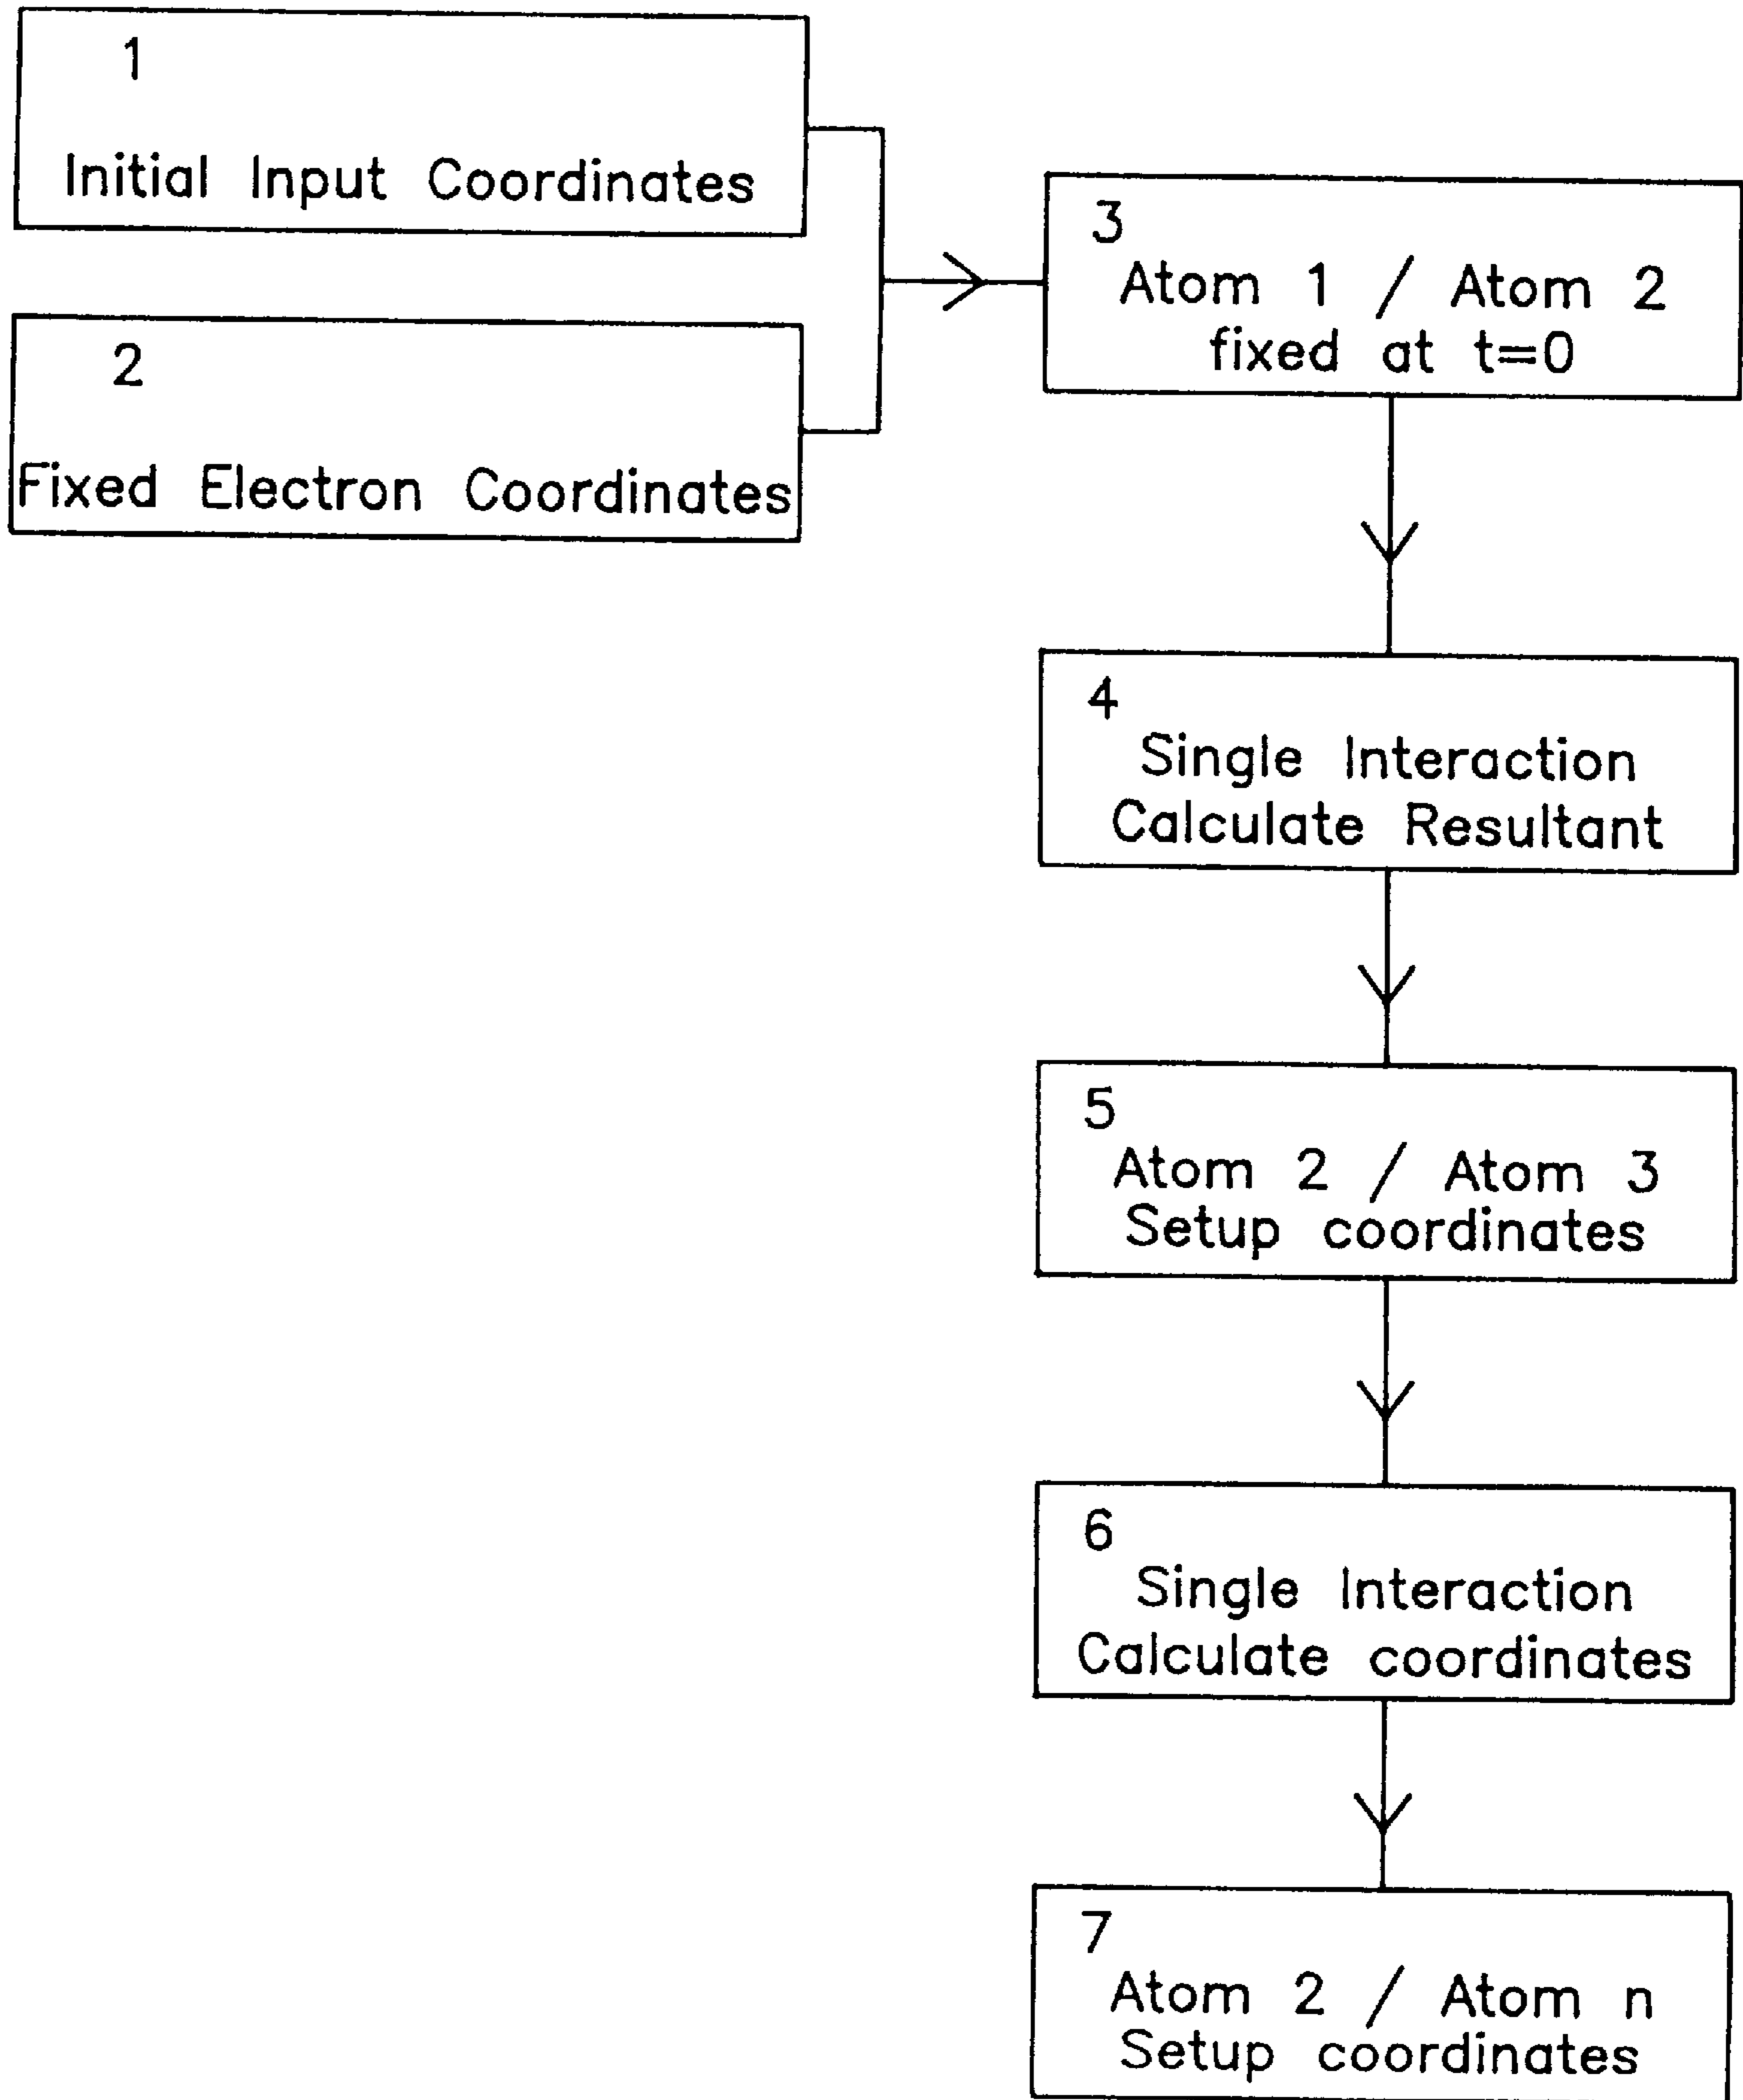 1
Initial Input Coordinates
2
Fixed Electron Coordinates
3
Atom 1 / Atom 2
fixed at t=0
4
Single Interaction
Calculate Resultant
5
Atom 2 / Atom 3
Setup coordinates
6
Single Interaction
Calculate coordinates
7
Atom 2 / Atom n
Setup coordinates